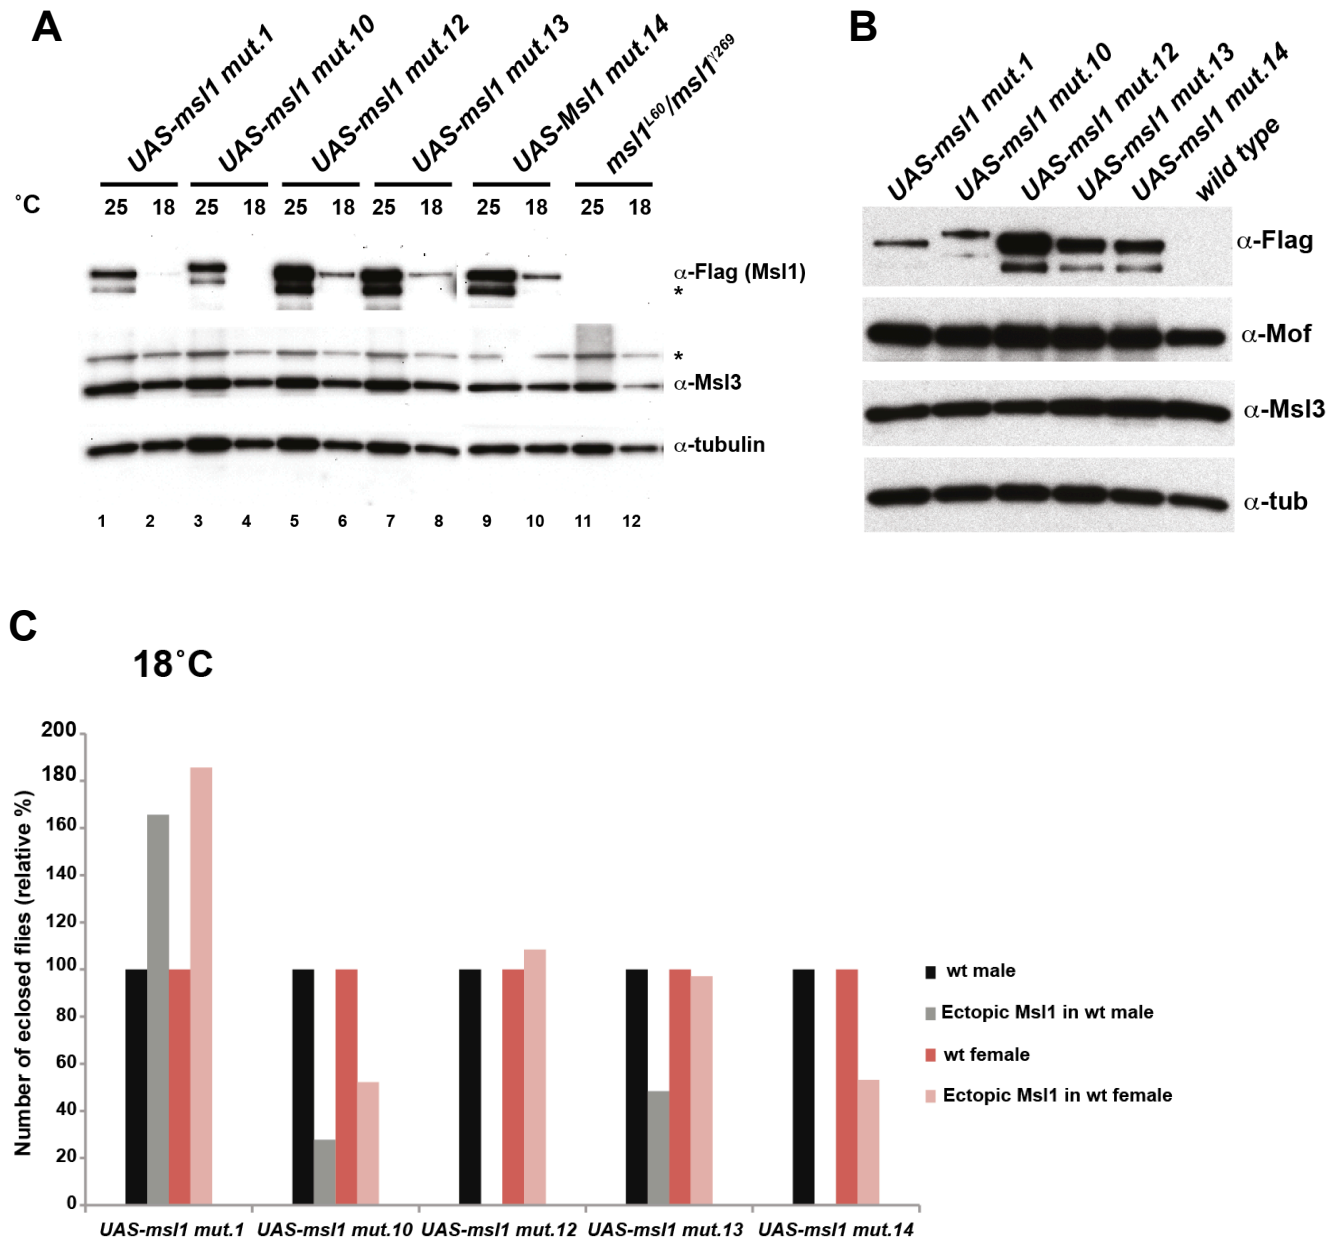 A
UAS-msl1 mut.1
UAS-msl1 mut.10
UAS-msl1 mut.12
UAS-msl1 mut.13
UAS-Msl1 mut.14
msl1 L60/msl1 γ269
˚C
25 18 25 18 25 18 25 18 25 18 25 18
α-Flag (Msl1)
*
*
α-Msl3
α-tubulin
1 2 3 4 5 6 7 8 9 10 11 12
B
UAS-msl1 mut.1
UAS-msl1 mut.10
UAS-msl1 mut.12
UAS-msl1 mut.13
UAS-msl1 mut.14
wild type
α-Flag
α-Mof
α-Msl3
α-tub
C
18˚C
Number of eclosed flies (relative %)
200
180
160
140
120
100
80
60
40
20
0
UAS-msl1 mut.1 UAS-msl1 mut.10 UAS-msl1 mut.12 UAS-msl1 mut.13 UAS-msl1 mut.14
wt male
Ectopic Msl1 in wt male
wt female
Ectopic Msl1 in wt female